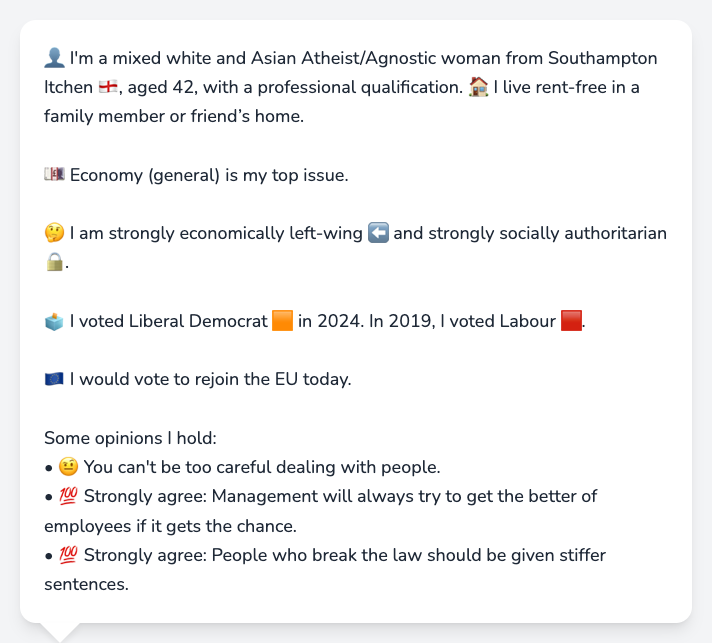 👤 I'm a mixed white and Asian Atheist/Agnostic woman from Southampton
Itchen 🏴󠁧󠁢󠁥󠁮󠁧󠁿, aged 42, with a professional qualification. 🏠 I live rent-free in a
family member or friend’s home.
💷 Economy (general) is my top issue.
🤔 I am strongly economically left-wing ⬅️ and strongly socially authoritarian
🔒.
🗳️ I voted Liberal Democrat 🟧 in 2024. In 2019, I voted Labour 🟥.
🇪🇺 I would vote to rejoin the EU today.
Some opinions I hold:
• 🤨 You can't be too careful dealing with people.
• 💯 Strongly agree: Management will always try to get the better of
employees if it gets the chance.
• 💯 Strongly agree: People who break the law should be given stiffer
sentences.